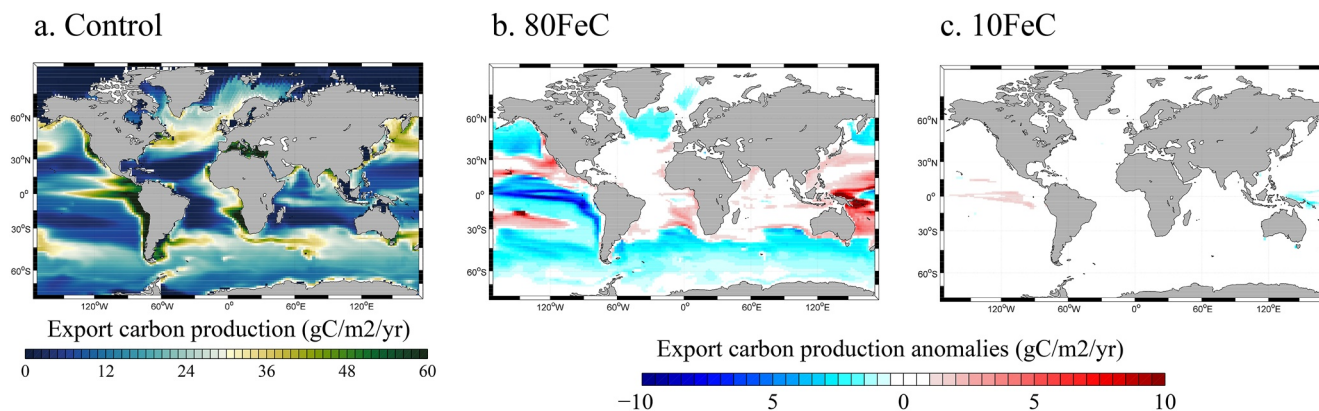 a. Control
b. 80FeC
c. 10FeC
60°N
30°N
0°
30°S
60°S
120°W
60°W
0°
60°E
120°E
60°N
30°N
0°
30°S
60°S
120°W
60°W
0°
60°E
120°E
60°N
30°N
0°
30°S
60°S
120°W
60°W
0°
60°E
120°E
Export carbon production (gC/m2/yr)
0 12 24 36 48 60
Export carbon production anomalies (gC/m2/yr)
−10 5 0 5 10